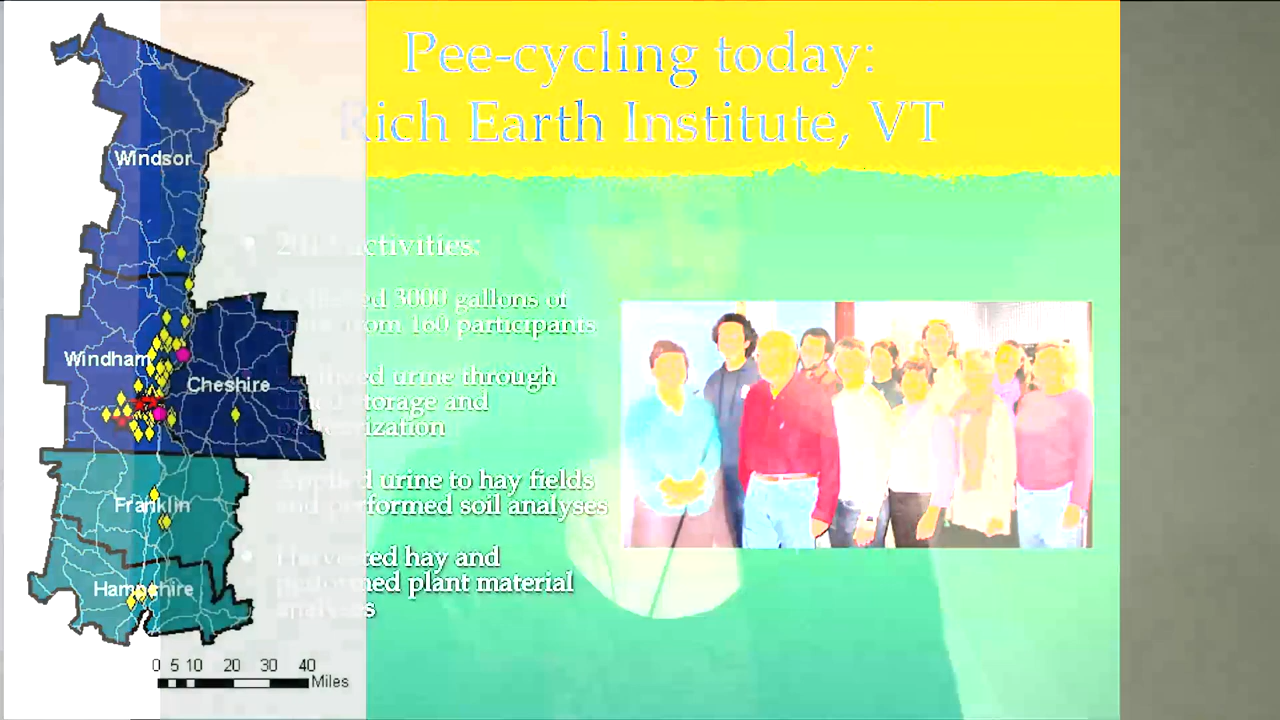 Pee-cycling today:
Rich Earth Institute, VT
Windsor
Windham
Cheshire
Franklin
Hampshire
0 5 10 20 30 40
Miles
activities:
3000 gallons of
from 160 participants
urine through
storage and
Applied urine to hay fields
and performed soil analyses
Harvested hay and
performed plant material
analyses